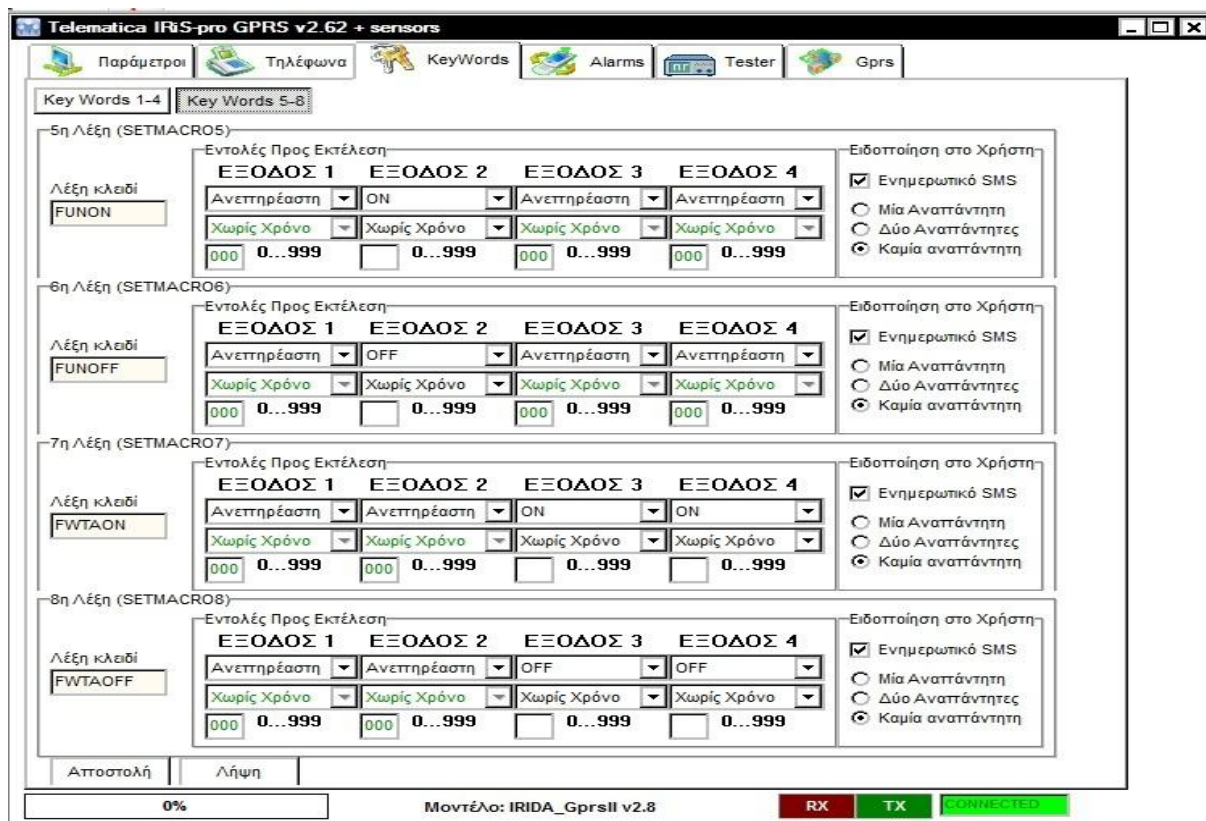 Telematica IRiS-pro GPRS v2.62 + sensors
Παράμετροι Τηλέφωνα KeyWords Alarms Tester Gprs
Key Words 1-4 Key Words 5-8
5η Λέξη (SETMACRO5)
Εντολές Προς Εκτέλεση Ειδοποίηση στο Χρήστη
ΕΞΟΔΟΣ 1 ΕΞΟΔΟΣ 2 ΕΞΟΔΟΣ 3 ΕΞΟΔΟΣ 4
Λέξη κλειδί Ανεπηρέαστη ON Ανεπηρέαστη Ανεπηρέαστη Ενημερωτικό SMS
FUNON Χωρίς Χρόνο Χωρίς Χρόνο Χωρίς Χρόνο Χωρίς Χρόνο Μία Αναπάντητη
Δύο Αναπάντητες
000 0...999 0...999 000 0...999 000 0...999 Καμία αναπάντητη
6η Λέξη (SETMACRO6)
Εντολές Προς Εκτέλεση Ειδοποίηση στο Χρήστη
ΕΞΟΔΟΣ 1 ΕΞΟΔΟΣ 2 ΕΞΟΔΟΣ 3 ΕΞΟΔΟΣ 4
Λέξη κλειδί Ανεπηρέαστη OFF Ανεπηρέαστη Ανεπηρέαστη Ενημερωτικό SMS
FUNOFF Χωρίς Χρόνο Χωρίς Χρόνο Χωρίς Χρόνο Χωρίς Χρόνο Μία Αναπάντητη
Δύο Αναπάντητες
000 0...999 0...999 000 0...999 000 0...999 Καμία αναπάντητη
7η Λέξη (SETMACRO7)
Εντολές Προς Εκτέλεση Ειδοποίηση στο Χρήστη
ΕΞΟΔΟΣ 1 ΕΞΟΔΟΣ 2 ΕΞΟΔΟΣ 3 ΕΞΟΔΟΣ 4
Λέξη κλειδί Ανεπηρέαστη Ανεπηρέαστη ON ON Ενημερωτικό SMS
FWTAON Χωρίς Χρόνο Χωρίς Χρόνο Χωρίς Χρόνο Χωρίς Χρόνο Μία Αναπάντητη
Δύο Αναπάντητες
000 0...999 000 0...999 0...999 0...999 Καμία αναπάντητη
8η Λέξη (SETMACRO8)
Εντολές Προς Εκτέλεση Ειδοποίηση στο Χρήστη
ΕΞΟΔΟΣ 1 ΕΞΟΔΟΣ 2 ΕΞΟΔΟΣ 3 ΕΞΟΔΟΣ 4
Λέξη κλειδί Ανεπηρέαστη Ανεπηρέαστη OFF OFF Ενημερωτικό SMS
FWTAOFF Χωρίς Χρόνο Χωρίς Χρόνο Χωρίς Χρόνο Χωρίς Χρόνο Μία Αναπάντητη
Δύο Αναπάντητες
000 0...999 000 0...999 0...999 0...999 Καμία αναπάντητη
Αποστολή Λήψη
0% Μοντέλο: IRIDA_GprsII v2.8 RX TX CONNECTED